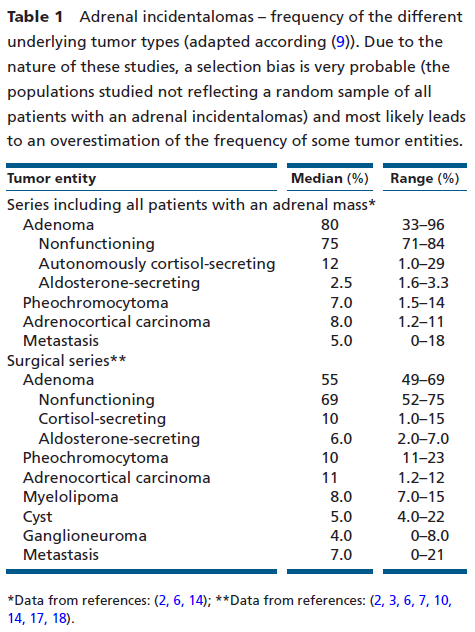 Table 1 Adrenal incidentalomas – frequency of the different
underlying tumor types (adapted according (9)). Due to the
nature of these studies, a selection bias is very probable (the
populations studied not reflecting a random sample of all
patients with an adrenal incidentalomas) and most likely leads
to an overestimation of the frequency of some tumor entities.
Tumor entity Median (%) Range (%)
Series including all patients with an adrenal mass*
Adenoma 80 33–96
Nonfunctioning 75 71–84
Autonomously cortisol-secreting 12 1.0–29
Aldosterone-secreting 2.5 1.6–3.3
Pheochromocytoma 7.0 1.5–14
Adrenocortical carcinoma 8.0 1.2–11
Metastasis 5.0 0–18
Surgical series**
Adenoma 55 49–69
Nonfunctioning 69 52–75
Cortisol-secreting 10 1.0–15
Aldosterone-secreting 6.0 2.0–7.0
Pheochromocytoma 10 11–23
Adrenocortical carcinoma 11 1.2–12
Myelolipoma 8.0 7.0–15
Cyst 5.0 4.0–22
Ganglioneuroma 4.0 0–8.0
Metastasis 7.0 0–21
*Data from references: (2, 6, 14); **Data from references: (2, 3, 6, 7, 10,
14, 17, 18).